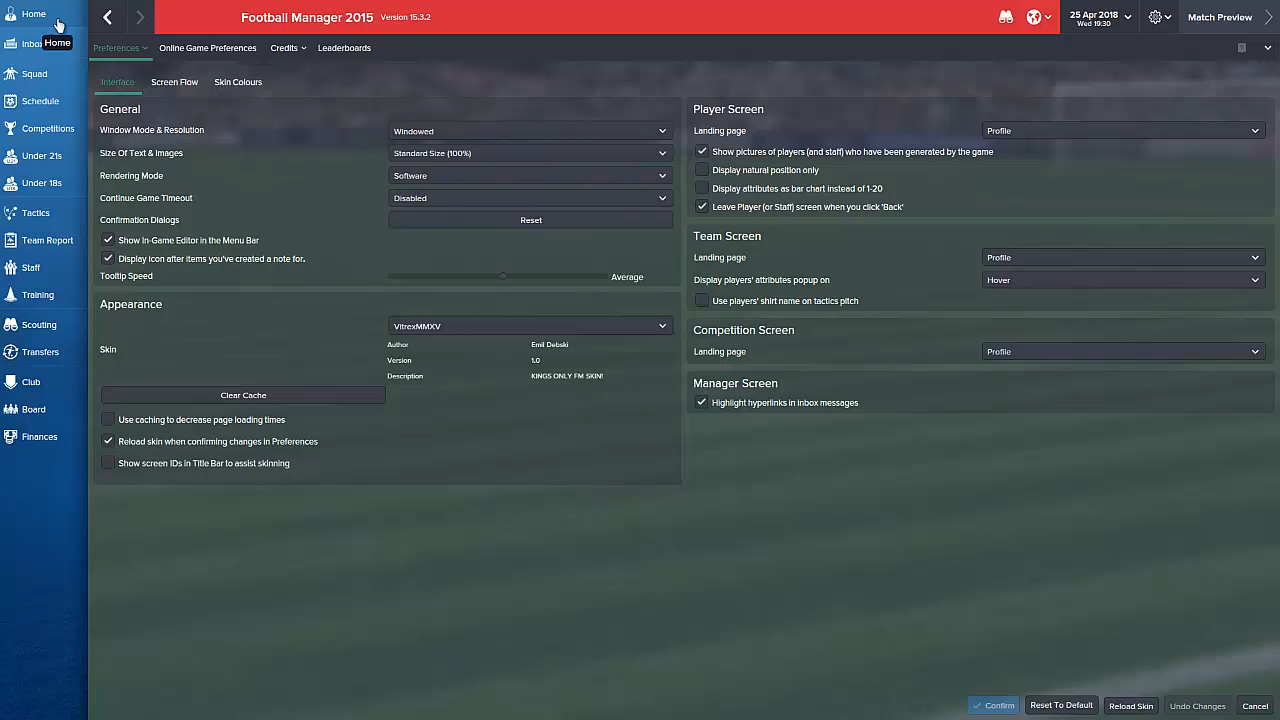 Home
Football Manager 2015 Version 15.3.2
25 Apr 2018
Wed 19:30
Match Preview
Inbox
Home
Preferences
Online Game Preferences
Credits
Leaderboards
Squad
Schedule
Competitions
Under 21s
Under 18s
Tactics
Team Report
Staff
Training
Scouting
Transfers
Club
Board
Finances
Interface
Screen Flow
Skin Colours
General
Window Mode & Resolution
Windowed
Size Of Text & Images
Standard Size (100%)
Rendering Mode
Software
Continue Game Timeout
Disabled
Confirmation Dialogs
Reset
Show In-Game Editor in the Menu Bar
Display icon after items you've created a note for.
Tooltip Speed
Average
Appearance
VitrexMMXV
Skin
Author
Emil Debski
Version
1.0
Description
KINGS ONLY FM SKIN!
Clear Cache
Use caching to decrease page loading times
Reload skin when confirming changes in Preferences
Show screen IDs in Title Bar to assist skinning
Player Screen
Landing page
Profile
Show pictures of players (and staff) who have been generated by the game
Display natural position only
Display attributes as bar chart instead of 1-20
Leave Player (or Staff) screen when you click 'Back'
Team Screen
Landing page
Profile
Display players' attributes popup on
Hover
Use players' shirt name on tactics pitch
Competition Screen
Landing page
Profile
Manager Screen
Highlight hyperlinks in inbox messages
Confirm
Reset To Default
Reload Skin
Undo Changes
Cancel